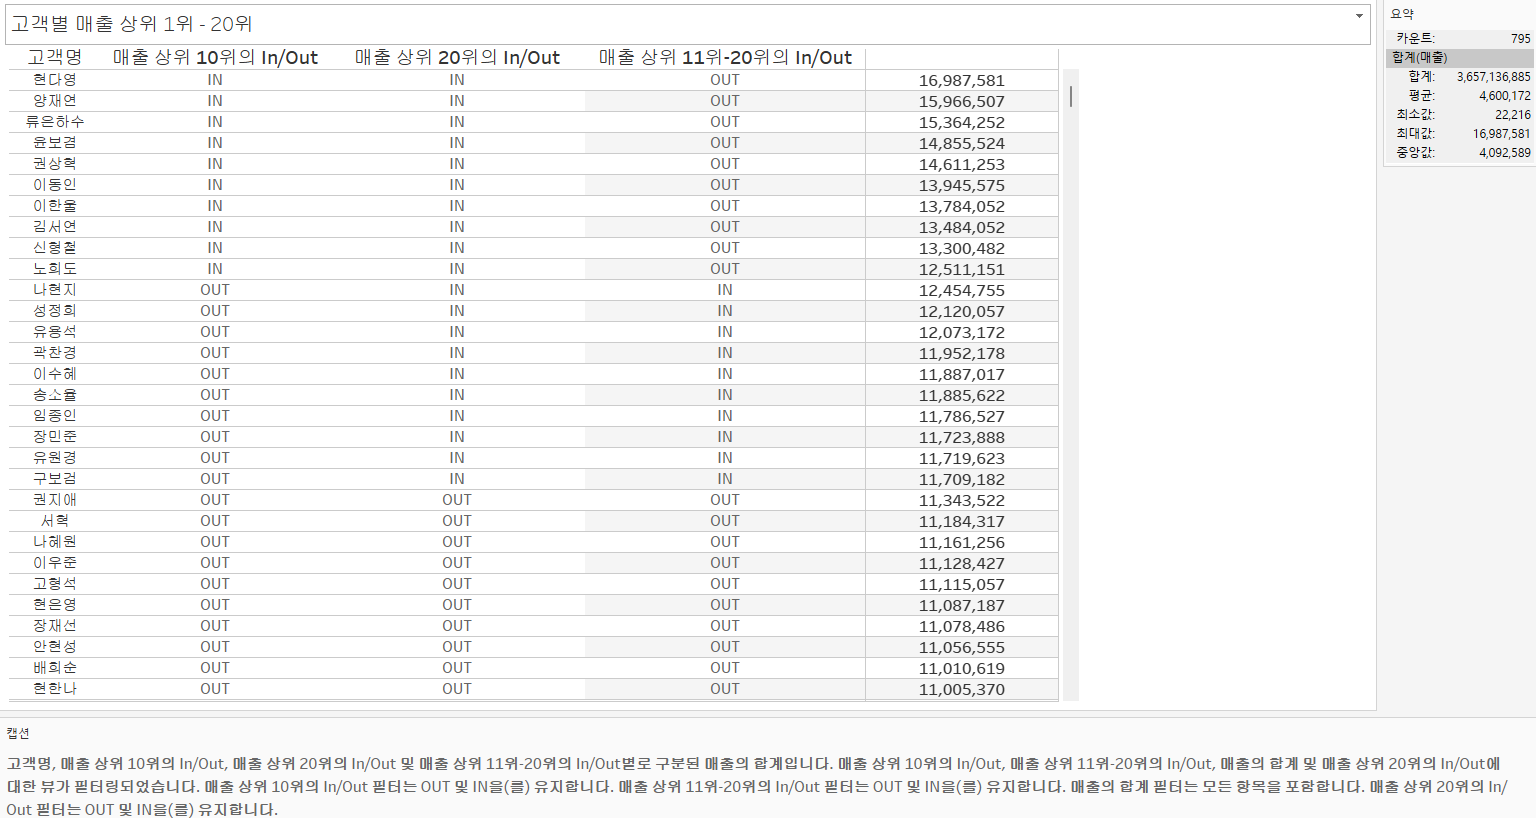 고객별 매출 상위 1위 - 20위
고객명 매출 상위 10위의 In/Out 매출 상위 20위의 In/Out 매출 상위 11위-20위의 In/Out
현다영 IN IN OUT 16,987,581
양재연 IN IN OUT 15,966,507
류은하수 IN IN OUT 15,364,252
윤보겸 IN IN OUT 14,855,524
권상혁 IN IN OUT 14,611,253
이동인 IN IN OUT 13,945,575
이한울 IN IN OUT 13,784,052
김서연 IN IN OUT 13,484,052
신형철 IN IN OUT 13,300,482
노희도 IN IN OUT 12,511,151
나현지 OUT IN IN 12,454,755
성정희 OUT IN IN 12,120,057
유용석 OUT IN IN 12,073,172
곽찬경 OUT IN IN 11,952,178
이수혜 OUT IN IN 11,887,017
송소율 OUT IN IN 11,885,622
임종인 OUT IN IN 11,786,527
장민준 OUT IN IN 11,723,888
유원경 OUT IN IN 11,719,623
구보검 OUT IN IN 11,709,182
권지애 OUT OUT OUT 11,343,522
서혁 OUT OUT OUT 11,184,317
나혜원 OUT OUT OUT 11,161,256
이우준 OUT OUT OUT 11,128,427
고형석 OUT OUT OUT 11,115,057
현은영 OUT OUT OUT 11,087,187
장재선 OUT OUT OUT 11,078,486
안현성 OUT OUT OUT 11,056,555
배희순 OUT OUT OUT 11,010,619
현한나 OUT OUT OUT 11,005,370
요약
카운트: 795
합계(매출)
합계: 3,657,136,885
평균: 4,600,172
최소값: 22,216
최대값: 16,987,581
중앙값: 4,092,589
캡션
고객명, 매출 상위 10위의 In/Out, 매출 상위 20위의 In/Out 및 매출 상위 11위-20위의 In/Out별로 구분된 매출의 합계입니다. 매출 상위 10위의 In/Out, 매출 상위 11위-20위의 In/Out, 매출의 합계 및 매출 상위 20위의 In/Out에
대한 뷰가 필터링되었습니다. 매출 상위 10위의 In/Out 필터는 OUT 및 IN을(를) 유지합니다. 매출 상위 11위-20위의 In/Out 필터는 OUT 및 IN을(를) 유지합니다. 매출의 합계 필터는 모든 항목을 포함합니다. 매출 상위 20위의 In/
Out 필터는 OUT 및 IN을(를) 유지합니다.